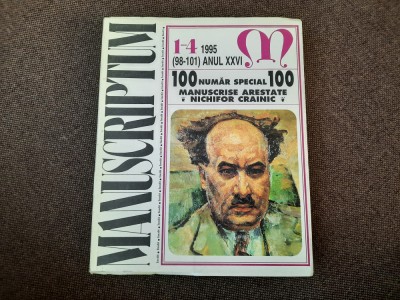 MANUSCRIPTUM
1-4 1995
(98-101) ANUL XXVI
M
100 NUMĂR SPECIAL 100
MANUSCRISE ARESTATE
NICHIFOR CRAINIC